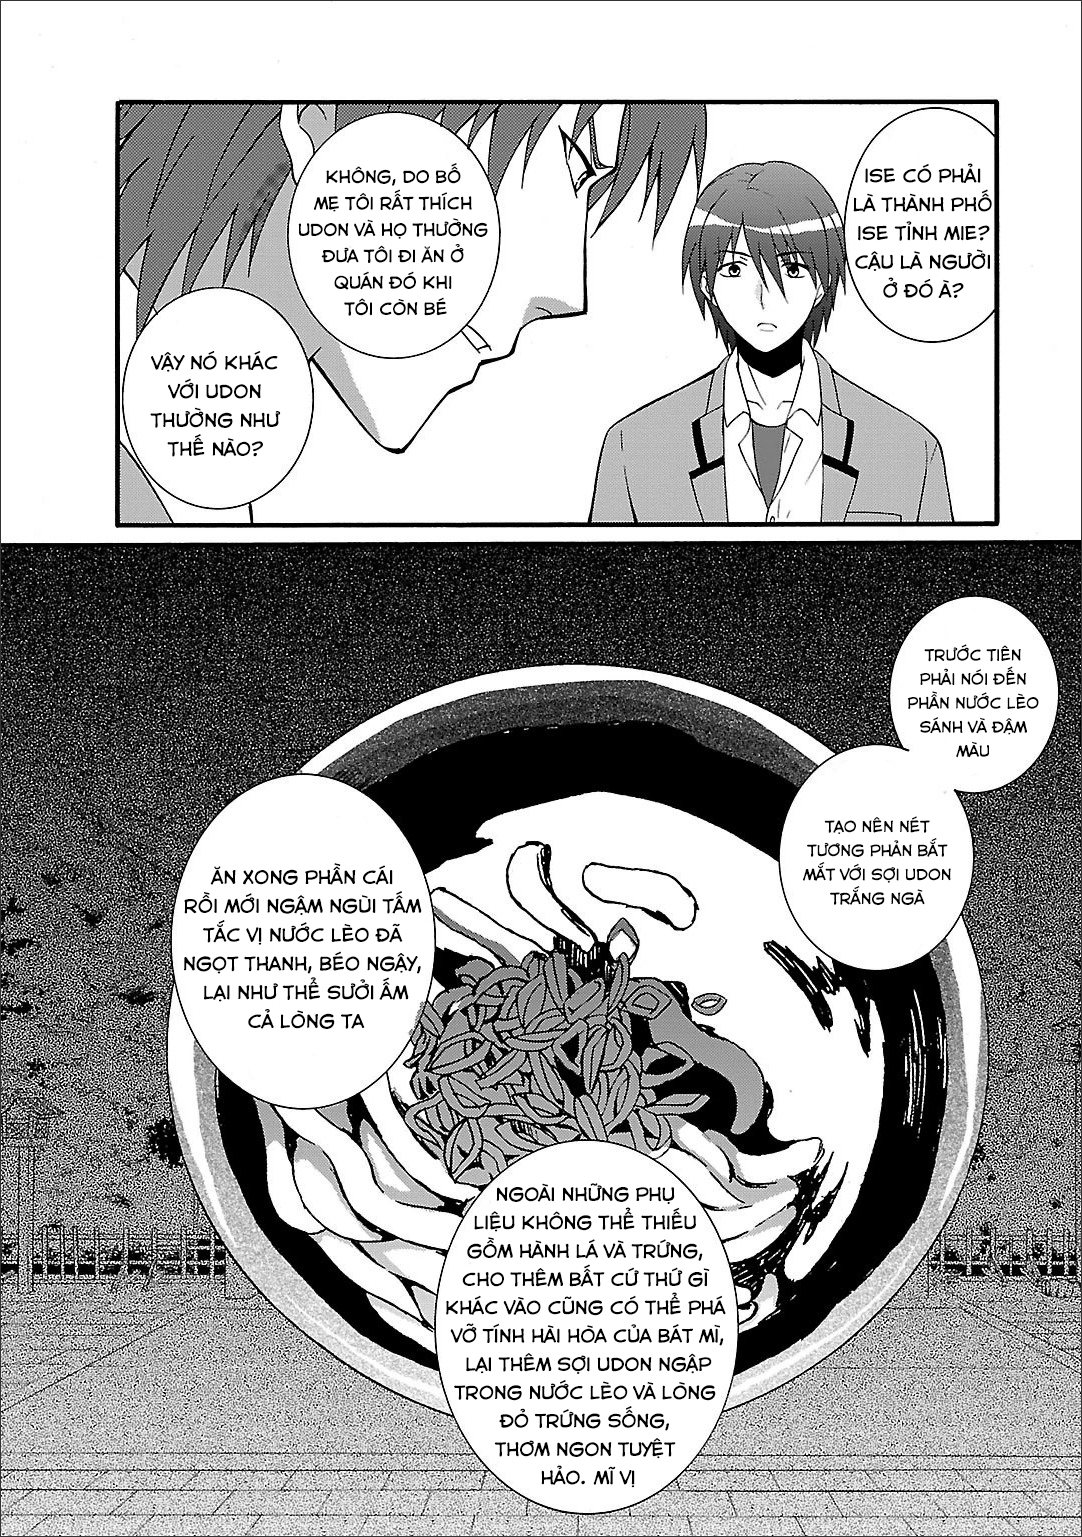 ISE CÓ PHẢI
LÀ THÀNH PHỐ
ISE TỈNH MIE?
CẬU LÀ NGƯỜI
Ở ĐÓ À?
KHÔNG, DO BỐ
MẸ TÔI RẤT THÍCH
UDON VÀ HỌ THƯỜNG
ĐƯA TÔI ĐI ĂN Ở
QUÁN ĐÓ KHI
TÔI CÒN BÉ
VẬY NÓ KHÁC
VỚI UDON
THƯỜNG NHƯ
THẾ NÀO?
TRƯỚC TIÊN
PHẢI NÓI ĐẾN
PHẦN NƯỚC LÈO
SÁNH VÀ ĐẬM
MÀU
TẠO NÊN NÉT
TƯƠNG PHẢN BẮT
MẮT VỚI SỢI UDON
TRẮNG NGÀ
ĂN XONG PHẦN CÁI
RỒI MỚI NGẬM NGÙI TẤM
TẮC VỊ NƯỚC LÈO ĐÃ
NGỌT THANH, BÉO NGẬY,
LẠI NHƯ THỂ SƯỞI ẤM
CẢ LÒNG TA
NGOÀI NHỮNG PHỤ
LIỆU KHÔNG THỂ THIẾU
GỒM HÀNH LÁ VÀ TRỨNG,
CHO THÊM BẤT CỨ THỨ GÌ
KHÁC VÀO CŨNG CÓ THỂ PHÁ
VỠ TÍNH HÀI HÒA CỦA BÁT MÌ,
LẠI THÊM SỢI UDON NGẬP
TRONG NƯỚC LÈO VÀ LÒNG
ĐỎ TRỨNG SỐNG,
THƠM NGON TUYỆT
HẢO. MĨ VỊ